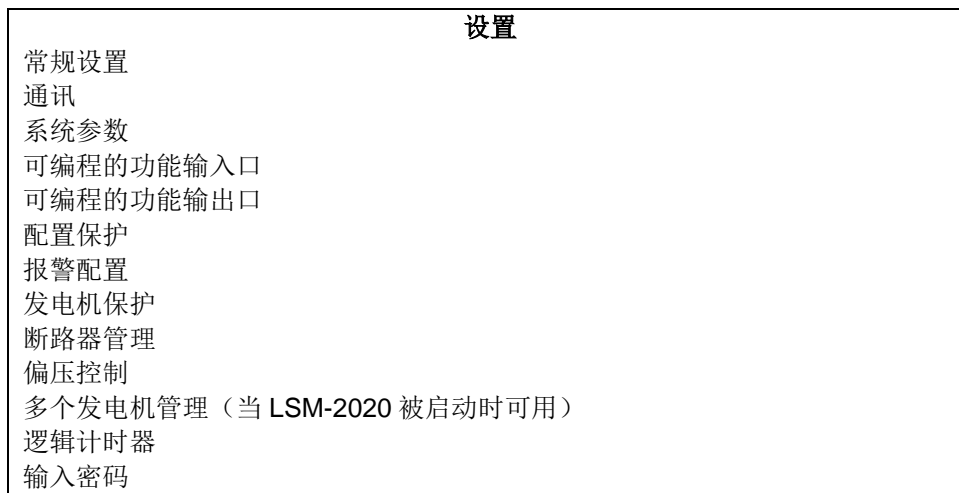 设置
常规设置
通讯
系统参数
可编程的功能输入口
可编程的功能输出口
配置保护
报警配置
发电机保护
断路器管理
偏压控制
多个发电机管理（当 LSM-2020 被启动时可用）
逻辑计时器
输入密码